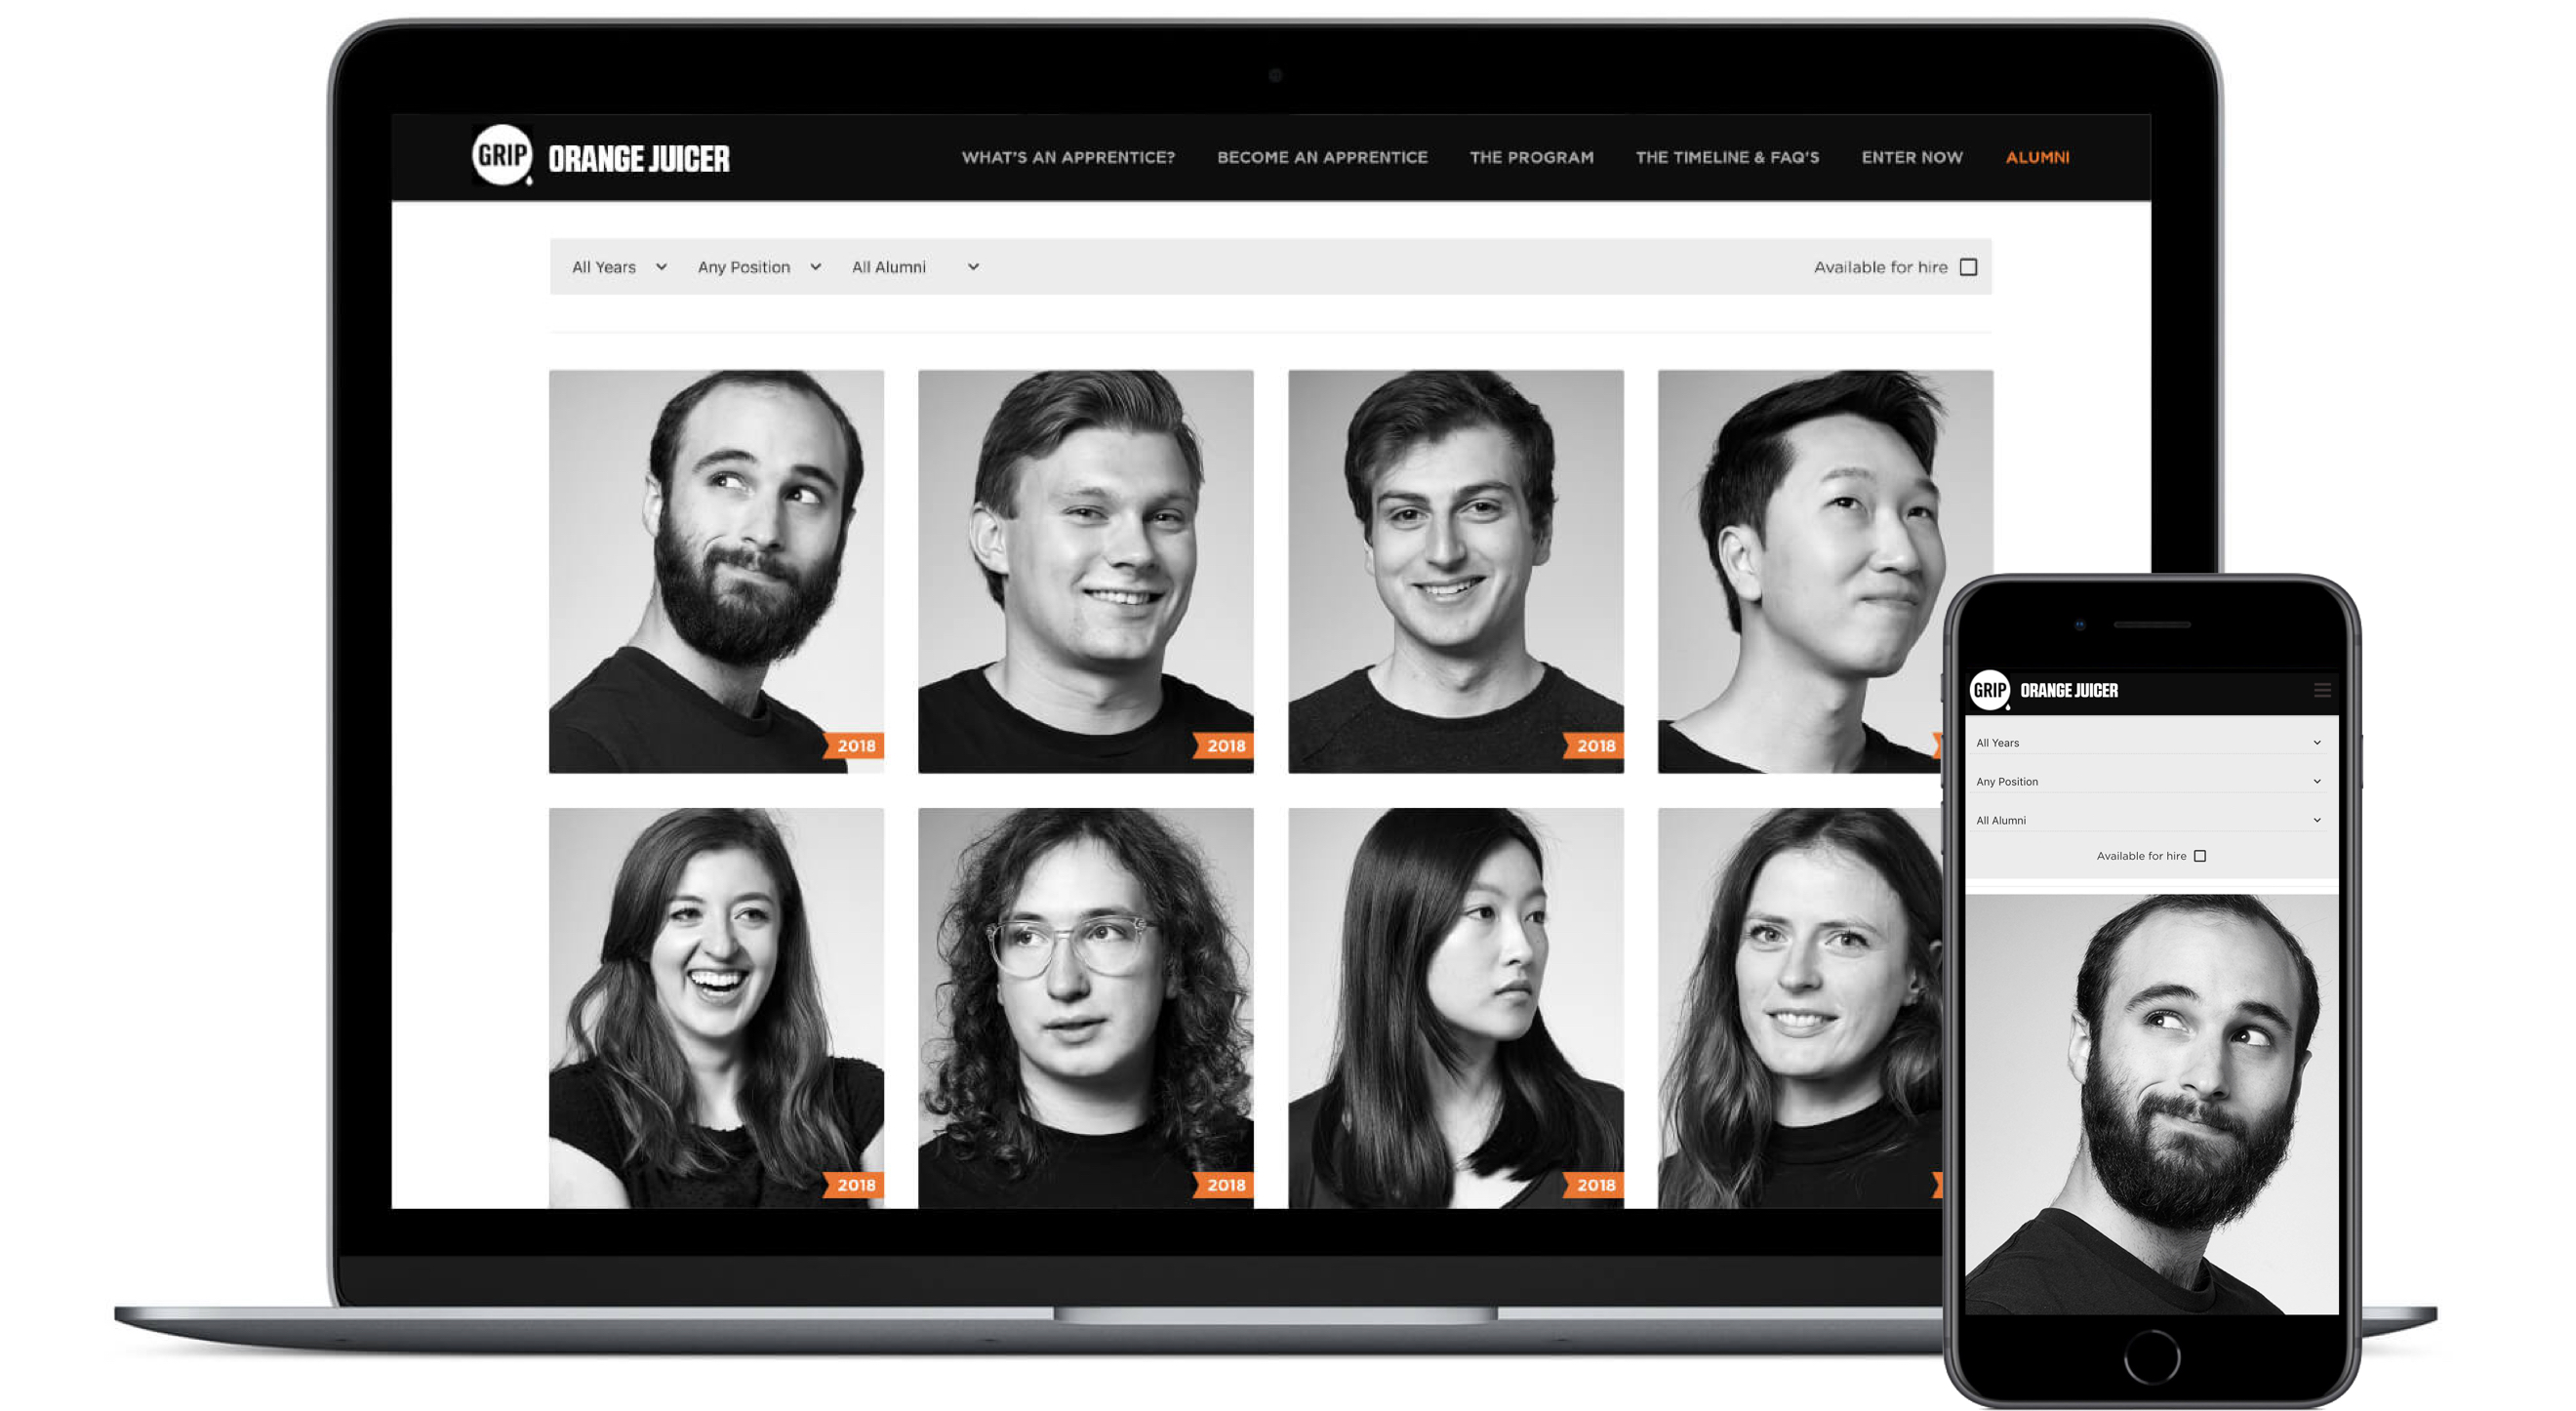 GRIP ORANGE JUICER WHAT'S AN APPRENTICE? BECOME AN APPRENTICE THE PROGRAM THE TIMELINE & FAQ'S ENTER NOW ALUMNI
All Years Any Position All Alumni Available for hire
2018 2018 2018
2018 2018 2018
GRIP ORANGE JUICER
All Years
Any Position
All Alumni
Available for hire